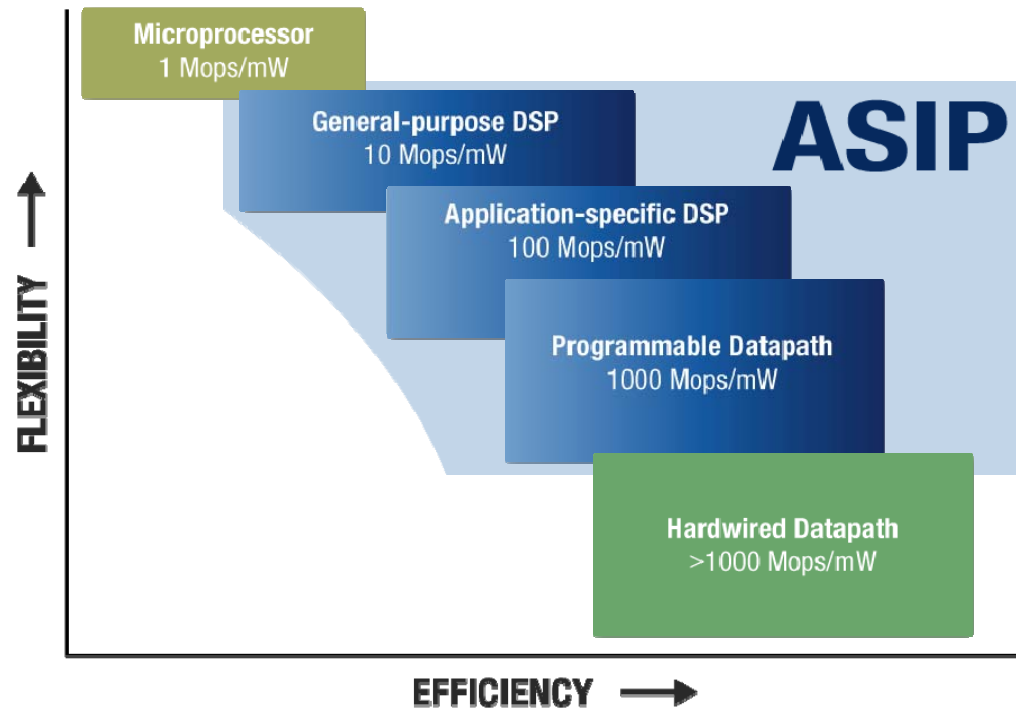 Microprocessor
1 Mops/mW
General-purpose DSP
10 Mops/mW
ASIP
Application-specific DSP
100 Mops/mW
Programmable Datapath
1000 Mops/mW
Hardwired Datapath
>1000 Mops/mW
FLEXIBILITY
EFFICIENCY